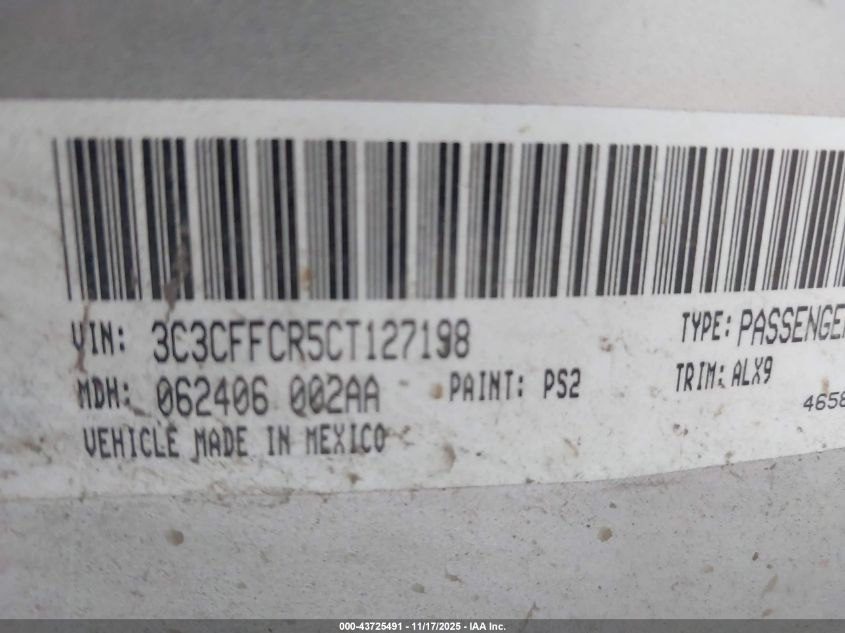 VIN: 3C3CFFCR5CT127198
TYPE: PASSENGER
MDH: 062406 002AA
PAINT: PS2
TRIM: ALX9
4658
VEHICLE MADE IN MEXICO
000-43725491 - 11/17/2025 - IAA Inc.